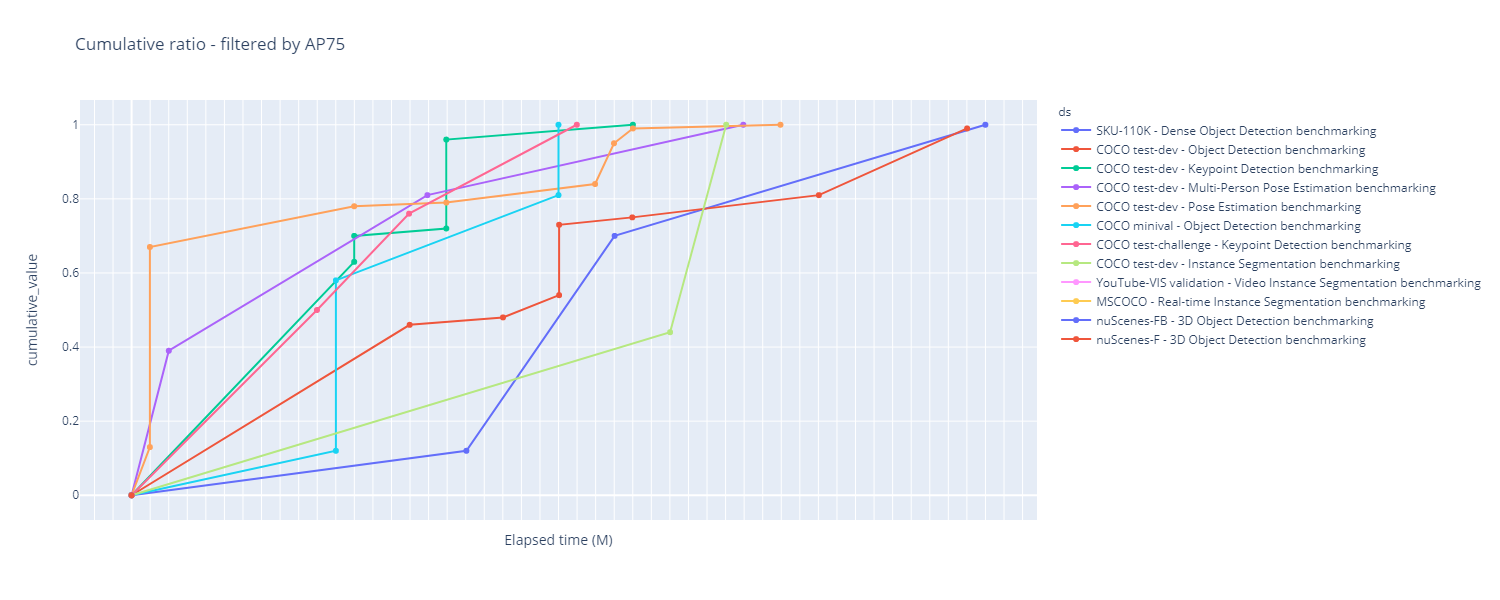 Cumulative ratio - filtered by AP75
cumulative_value
1
0.8
0.6
0.4
0.2
0
Elapsed time (M)
ds
SKU-110K - Dense Object Detection benchmarking
COCO test-dev - Object Detection benchmarking
COCO test-dev - Keypoint Detection benchmarking
COCO test-dev - Multi-Person Pose Estimation benchmarking
COCO test-dev - Pose Estimation benchmarking
COCO minival - Object Detection benchmarking
COCO test-challenge - Keypoint Detection benchmarking
COCO test-dev - Instance Segmentation benchmarking
YouTube-VIS validation - Video Instance Segmentation benchmarking
MSCOCO - Real-time Instance Segmentation benchmarking
nuScenes-FB - 3D Object Detection benchmarking
nuScenes-F - 3D Object Detection benchmarking